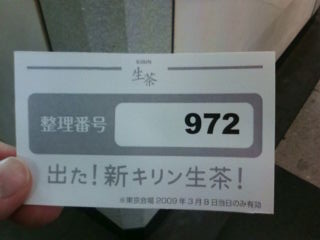 KIRIN
生茶
整理番号 972
出た！新キリン生茶！
※東京会場 2009年3月8日当日のみ有効